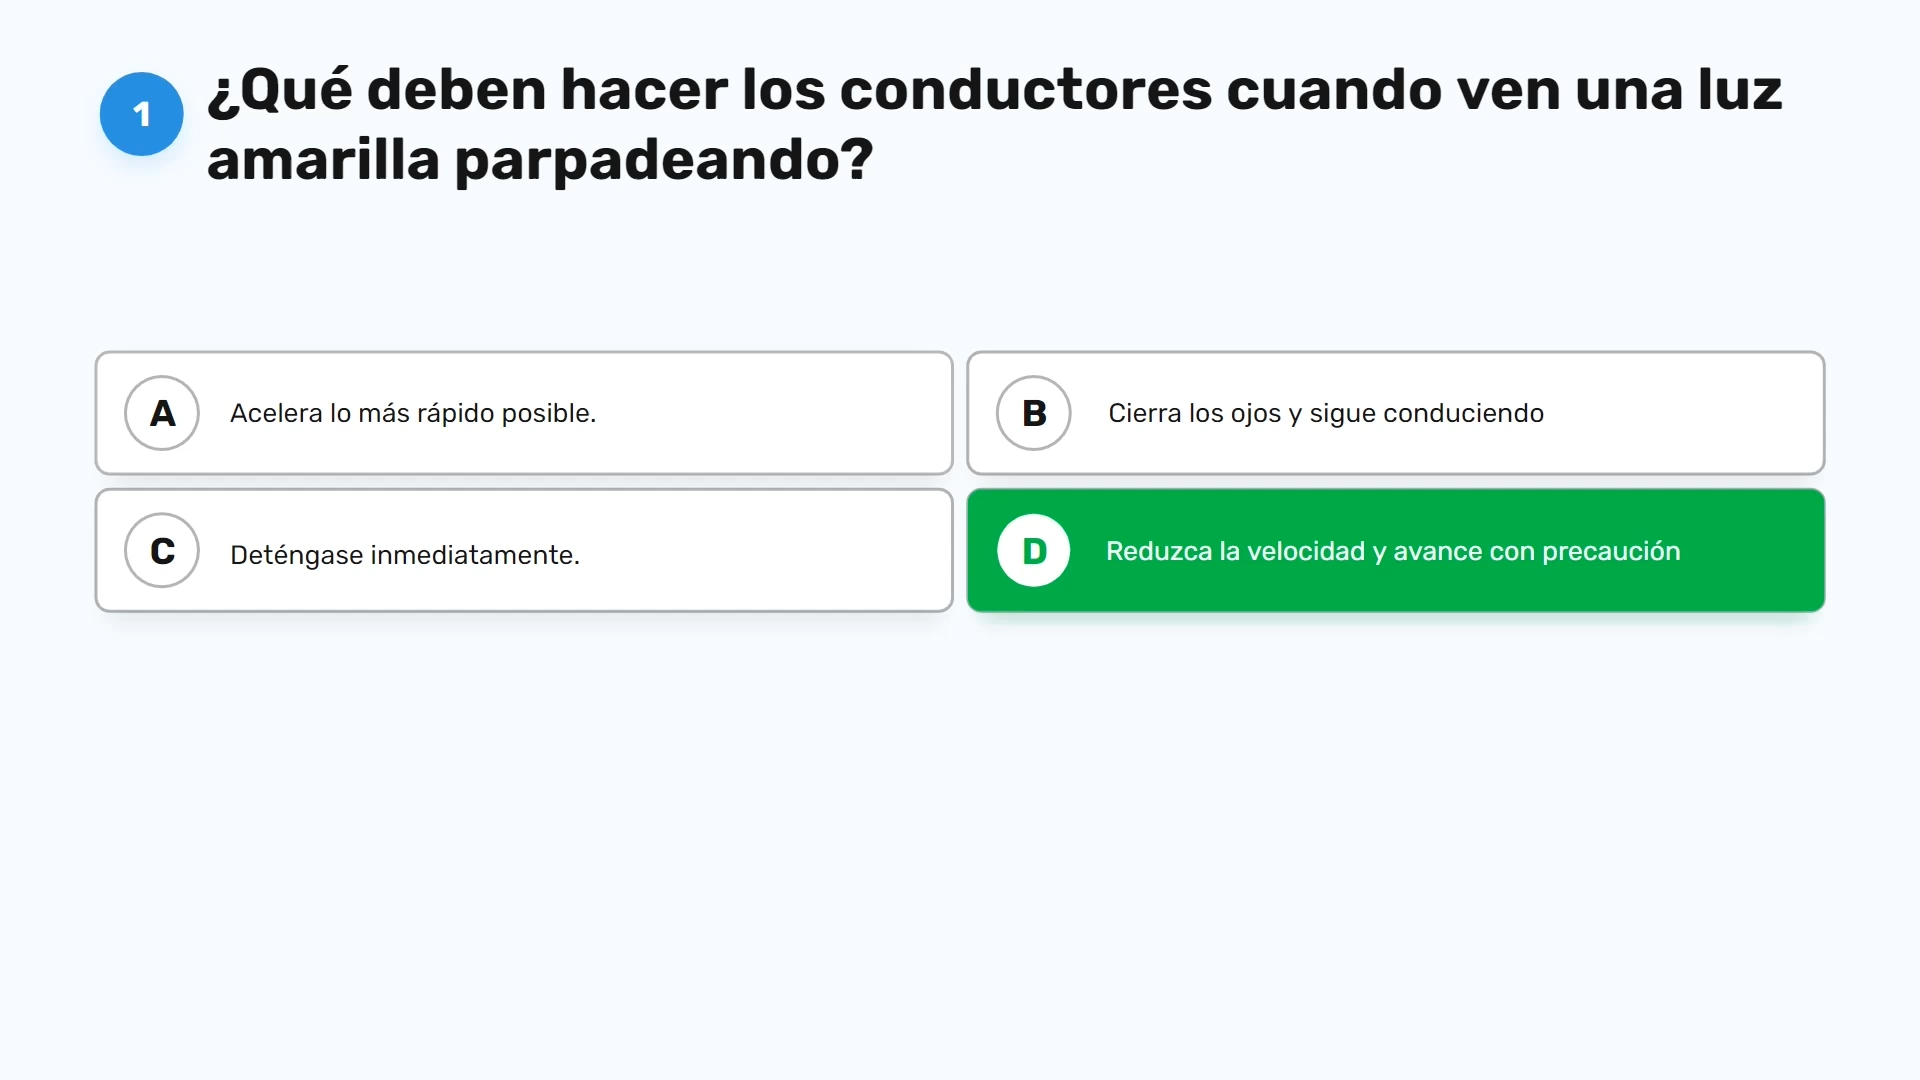 1
¿Qué deben hacer los conductores cuando ven una luz
amarilla parpadeando?
A
Acelera lo más rápido posible.
B
Cierra los ojos y sigue conduciendo
C
Deténgase inmediatamente.
D
Reduzca la velocidad y avance con precaución